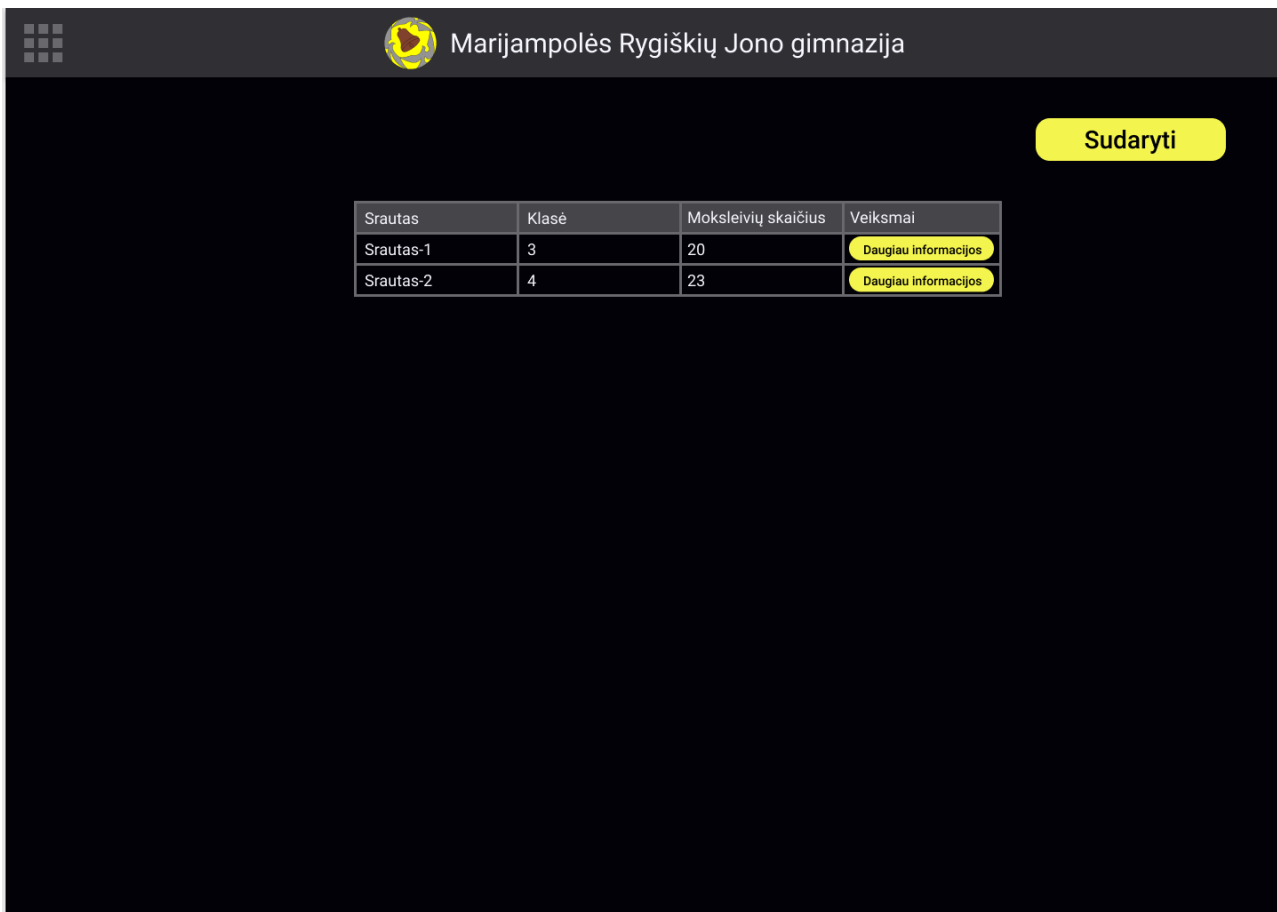 Marijampolės Rygiškių Jono gimnazija
Sudaryti
Srautas Klasė Moksleivių skaičius Veiksmai
Srautas-1 3 20 Daugiau informacijos
Srautas-2 4 23 Daugiau informacijos